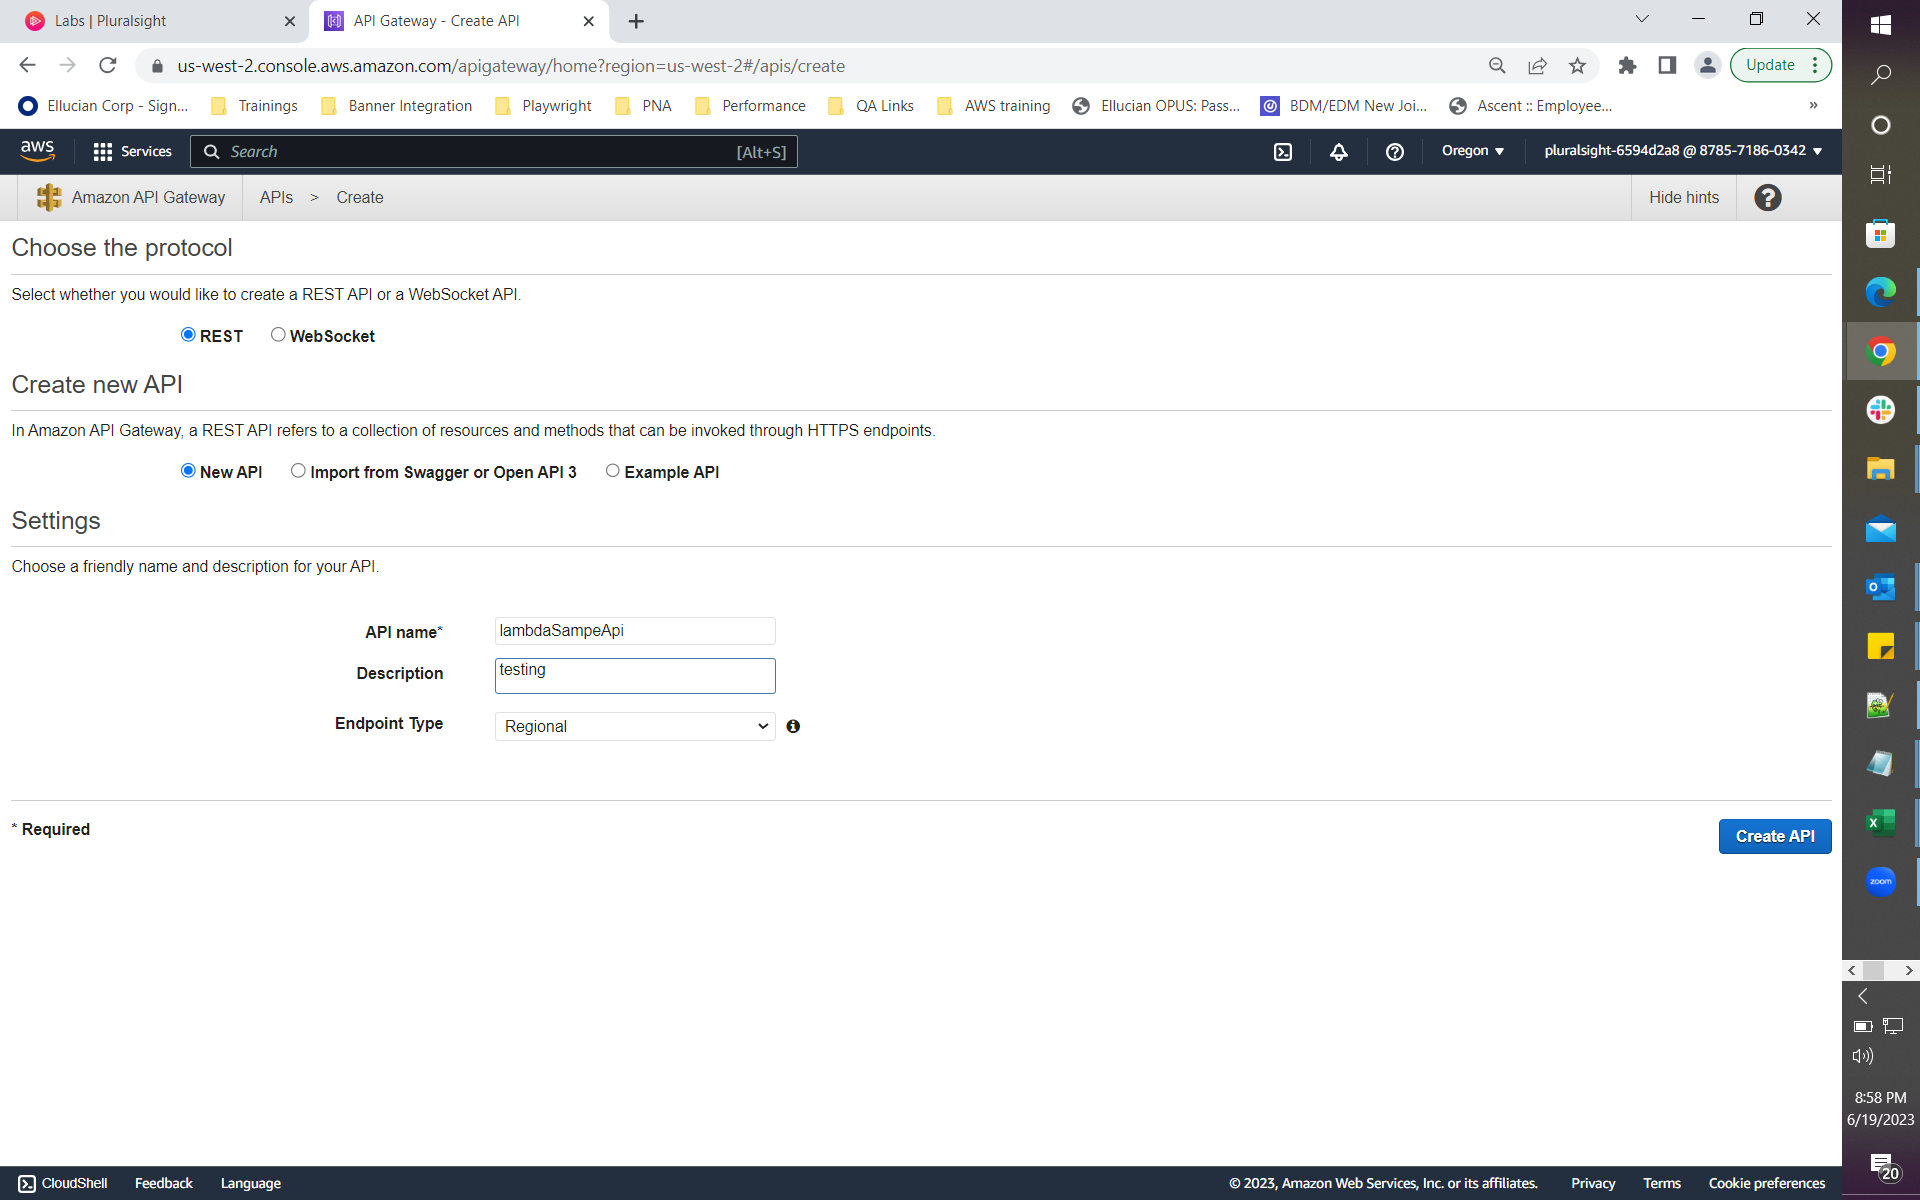 Labs | Pluralsight
API Gateway - Create API
us-west-2.console.aws.amazon.com/apigateway/home?region=us-west-2#/apis/create
Update
Ellucian Corp - Sign...
Trainings
Banner Integration
Playwright
PNA
Performance
QA Links
AWS training
Ellucian OPUS: Pass...
BDM/EDM New Joi...
Ascent :: Employee...
»
aws
Services
Search
[Alt+S]
Oregon
pluralsight-6594d2a8 @ 8785-7186-0342
Amazon API Gateway
APIs > Create
Hide hints
Choose the protocol
Select whether you would like to create a REST API or a WebSocket API.
REST
WebSocket
Create new API
In Amazon API Gateway, a REST API refers to a collection of resources and methods that can be invoked through HTTPS endpoints.
New API
Import from Swagger or Open API 3
Example API
Settings
Choose a friendly name and description for your API.
API name*
lambdaSampeApi
Description
testing
Endpoint Type
Regional
* Required
Create API
zoom
8:58 PM
6/19/2023
20
CloudShell
Feedback
Language
© 2023, Amazon Web Services, Inc. or its affiliates.
Privacy
Terms
Cookie preferences